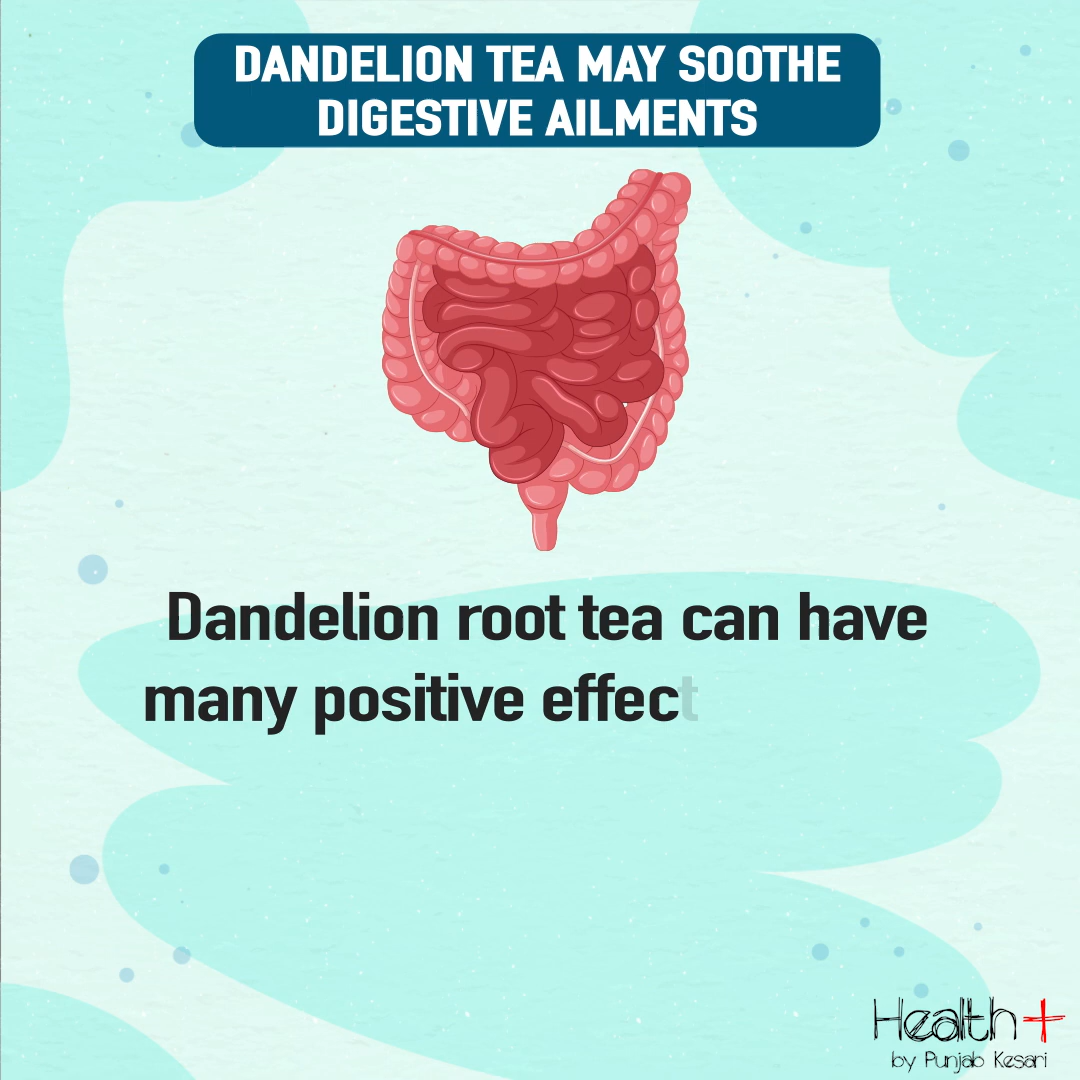 DANDELION TEA MAY SOOTHE
DIGESTIVE AILMENTS
Dandelion root tea can have
many positive effect
Health+
by Punjab Kesari